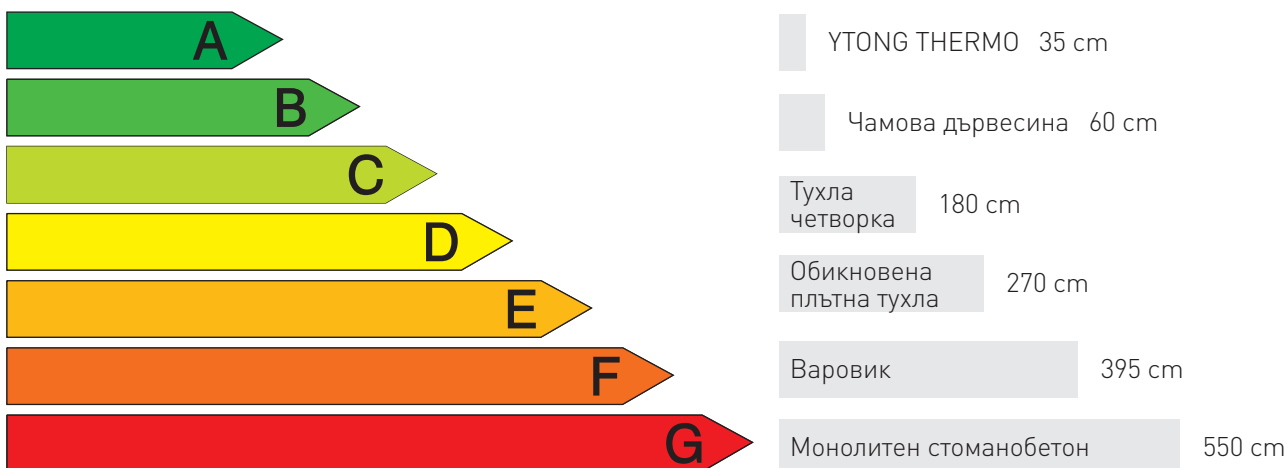 A
B
C
D
E
F
G
YTONG THERMO 35 cm
Чамова дървесина 60 cm
Тухла
четворка
180 cm
Обикновена
плътна тухла
270 cm
Варовик 395 cm
Монолитен стоманобетон 550 cm